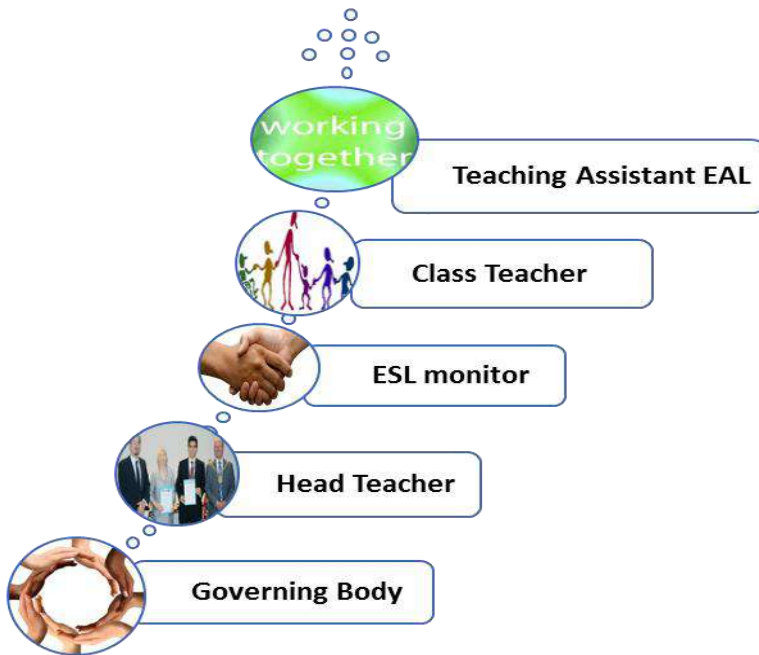 working
together
Teaching Assistant EAL
Class Teacher
ESL monitor
Head Teacher
Governing Body